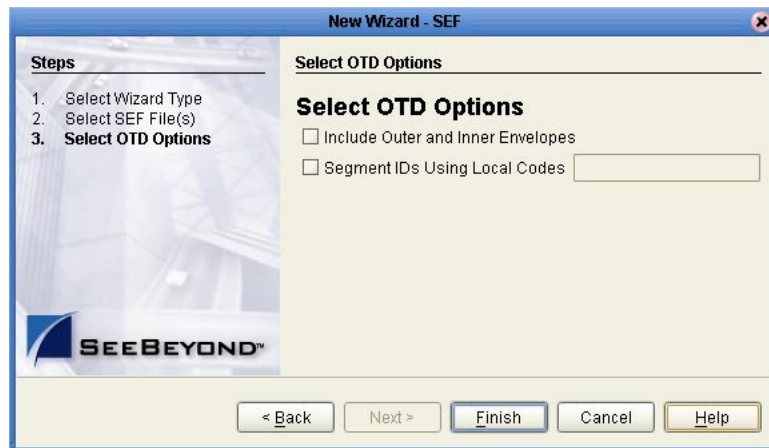 New Wizard - SEF
Steps
1. Select Wizard Type
2. Select SEF File(s)
3. Select OTD Options
SEEBEYOND™
Select OTD Options
Select OTD Options
Include Outer and Inner Envelopes
Segment IDs Using Local Codes
< Back
Next >
Finish
Cancel
Help